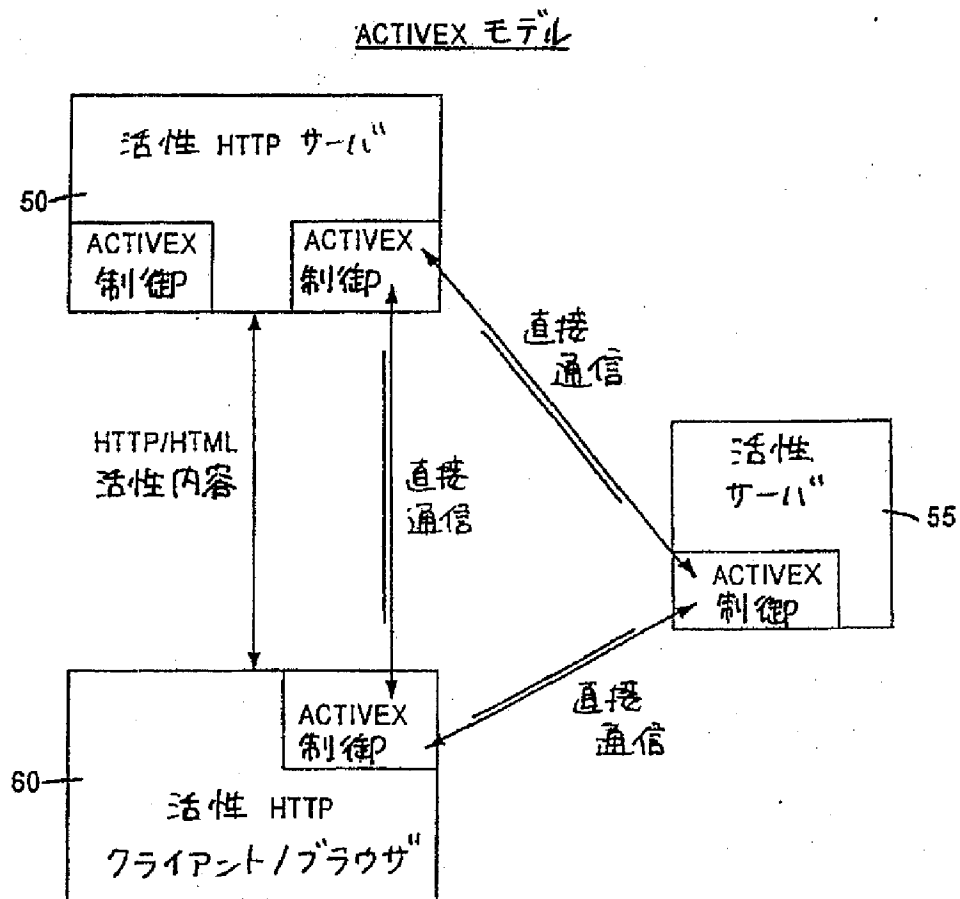 ACTIVEX モデル
活性 HTTP サーバ
50
ACTIVEX
制御
ACTIVEX
制御
直接
通信
HTTP/HTML
活性内容
直接
通信
活性
サーバ
55
ACTIVEX
制御
直接
通信
ACTIVEX
制御
60
活性 HTTP
クライアント/ブラウザ